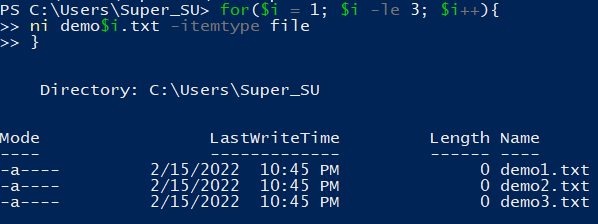 PS C:\Users\Super_SU> for($i = 1; $i -le 3; $i++){
>> ni demo$i.txt -itemtype file
>> }
Directory: C:\Users\Super_SU
Mode LastWriteTime Length Name
---- ------------- ------ ----
-a---- 2/15/2022 10:45 PM 0 demo1.txt
-a---- 2/15/2022 10:45 PM 0 demo2.txt
-a---- 2/15/2022 10:45 PM 0 demo3.txt